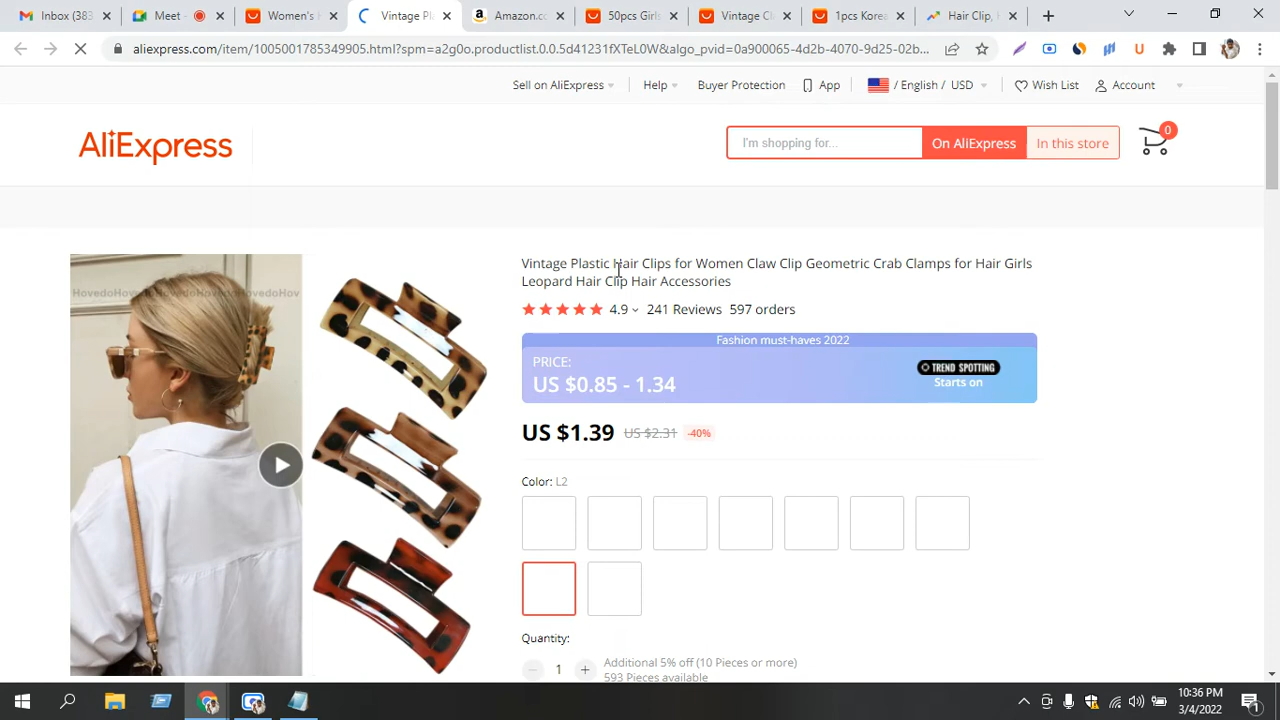 Inbox (383
Meet -
Women's h
Vintage Pla
Amazon.co
50pcs Girls
Vintage Cl
1pcs Korea
Hair Clip, H
aliexpress.com/item/1005001785349905.html?spm=a2g0o.productlist.0.0.5d41231fXTeL0W&algo_pvid=0a900065-4d2b-4070-9d25-02b...
Sell on AliExpress
Help
Buyer Protection
App
/ English / USD
Wish List
Account
AliExpress
I'm shopping for...
On AliExpress
In this store
0
Vintage Plastic Hair Clips for Women Claw Clip Geometric Crab Clamps for Hair Girls
Leopard Hair Clip Hair Accessories
4.9
241 Reviews
597 orders
Fashion must-haves 2022
PRICE:
US $0.85 - 1.34
TREND SPOTTING
Starts on
HovedoHovedoHovedoHovedoHov
US $1.39 US $2.31 -40%
Color: L2
Quantity:
1
Additional 5% off (10 Pieces or more)
593 Pieces available
10:36 PM
3/4/2022
1